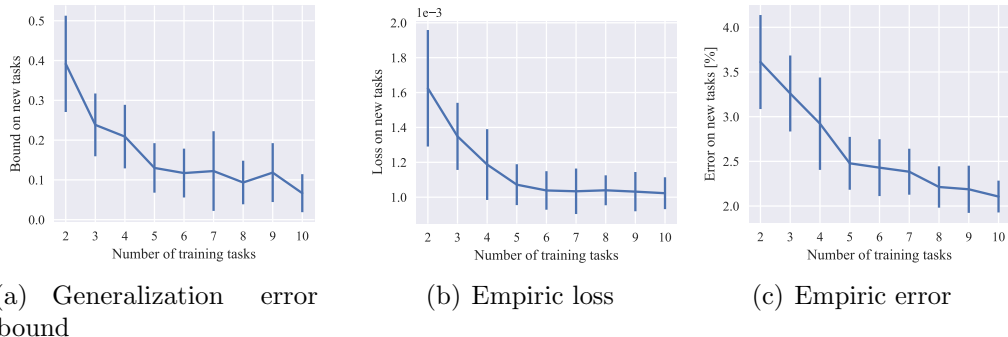 Bound on new tasks
0.5
0.4
0.3
0.2
0.1
0.0
2 3 4 5 6 7 8 9 10
Number of training tasks
(a) Generalization error
bound
1e−3
Loss on new tasks
2.0
1.8
1.6
1.4
1.2
1.0
2 3 4 5 6 7 8 9 10
Number of training tasks
(b) Empiric loss
Error on new tasks [%]
4.0
3.5
3.0
2.5
2.0
2 3 4 5 6 7 8 9 10
Number of training tasks
(c) Empiric error